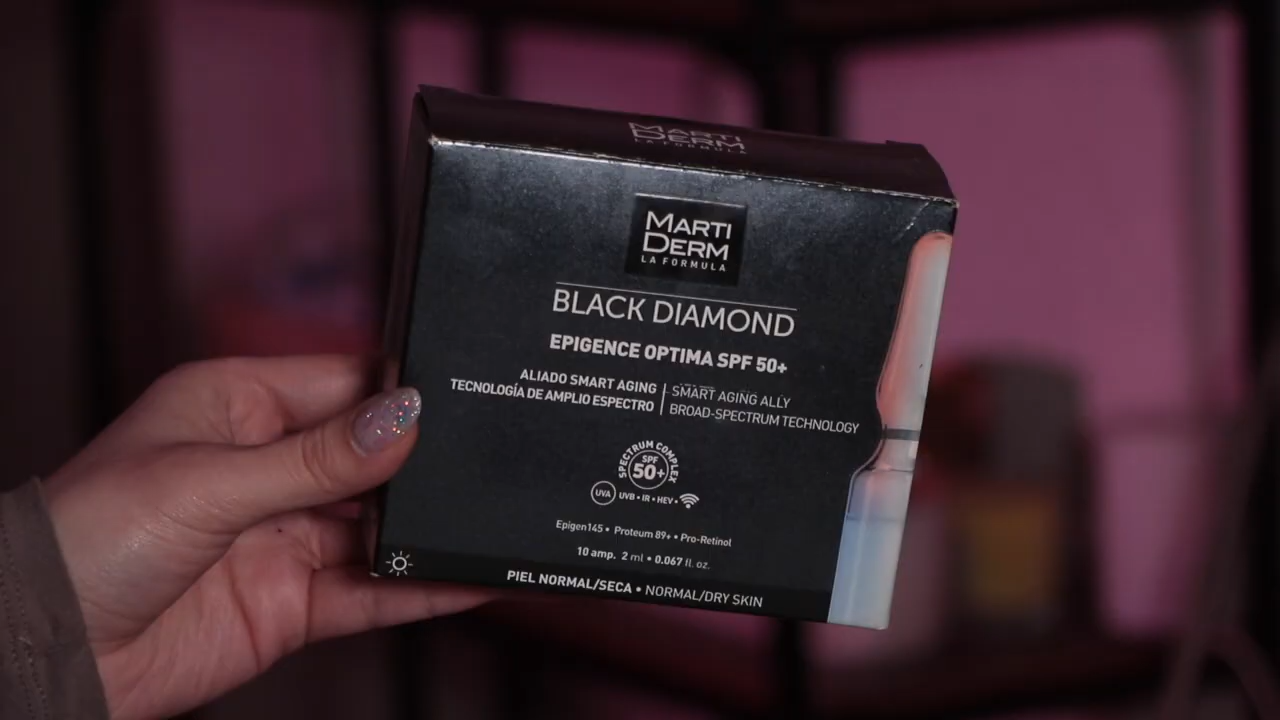 MARTI
DERM
LA FORMULA
MARTI
DERM
LA FORMULA
BLACK DIAMOND
EPIGENCE OPTIMA SPF 50+
ALIADO SMART AGING
TECNOLOGÍA DE AMPLIO ESPECTRO
SMART AGING ALLY
BROAD-SPECTRUM TECHNOLOGY
SPECTRUM COMPLEX
SPF
50+
UVA UVB • IR • HEV •
Epigen145 • Proteum 89+ • Pro-Retinol
10 amp. 2 ml • 0.067 fl. oz.
PIEL NORMAL/SECA • NORMAL/DRY SKIN